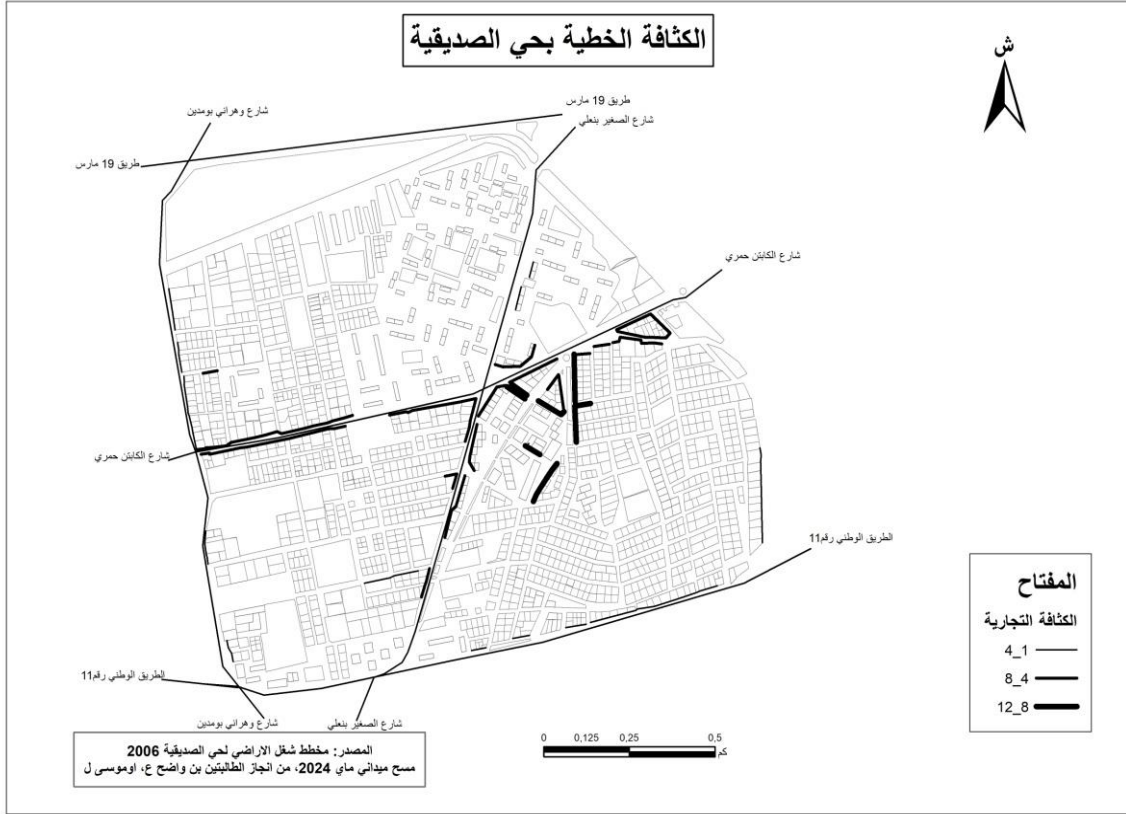 الكثافة الخطية بحي الصديقية
ش
طريق 19 مارس
شارع وهراني بومدين
شارع الصغير بنعلي
طريق 19 مارس
شارع الكابتن حمري
شارع الكابتن حمري
الطريق الوطني رقم11
المفتاح
الكثافة التجارية
4_1
8_4
12_8
الطريق الوطني رقم11
شارع وهراني بومدين
شارع الصغير بنعلي
0 0,125 0,25 0,5
كم
المصدر: مخطط شغل الاراضي لحي الصديقية 2006
مسح ميداني ماي 2024، من انجاز الطالبتين بن واضح ع، اوموسى ل